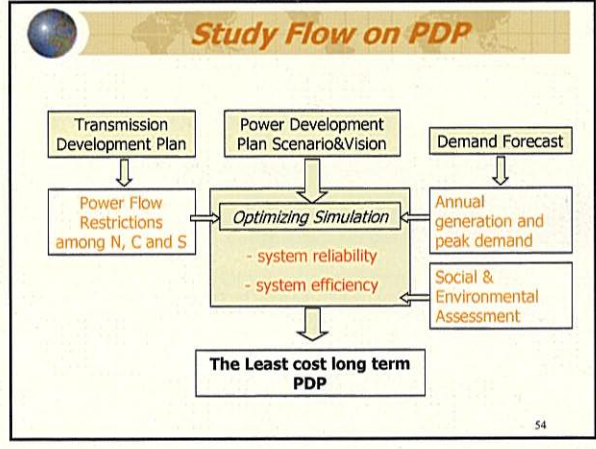 Study Flow on PDP
Transmission
Development Plan
Power Development
Plan Scenario&Vision
Demand Forecast
Power Flow
Restrictions
among N, C and S
Optimizing Simulation
- system reliability
- system efficiency
Annual
generation and
peak demand
Social &
Environmental
Assessment
The Least cost long term
PDP
54